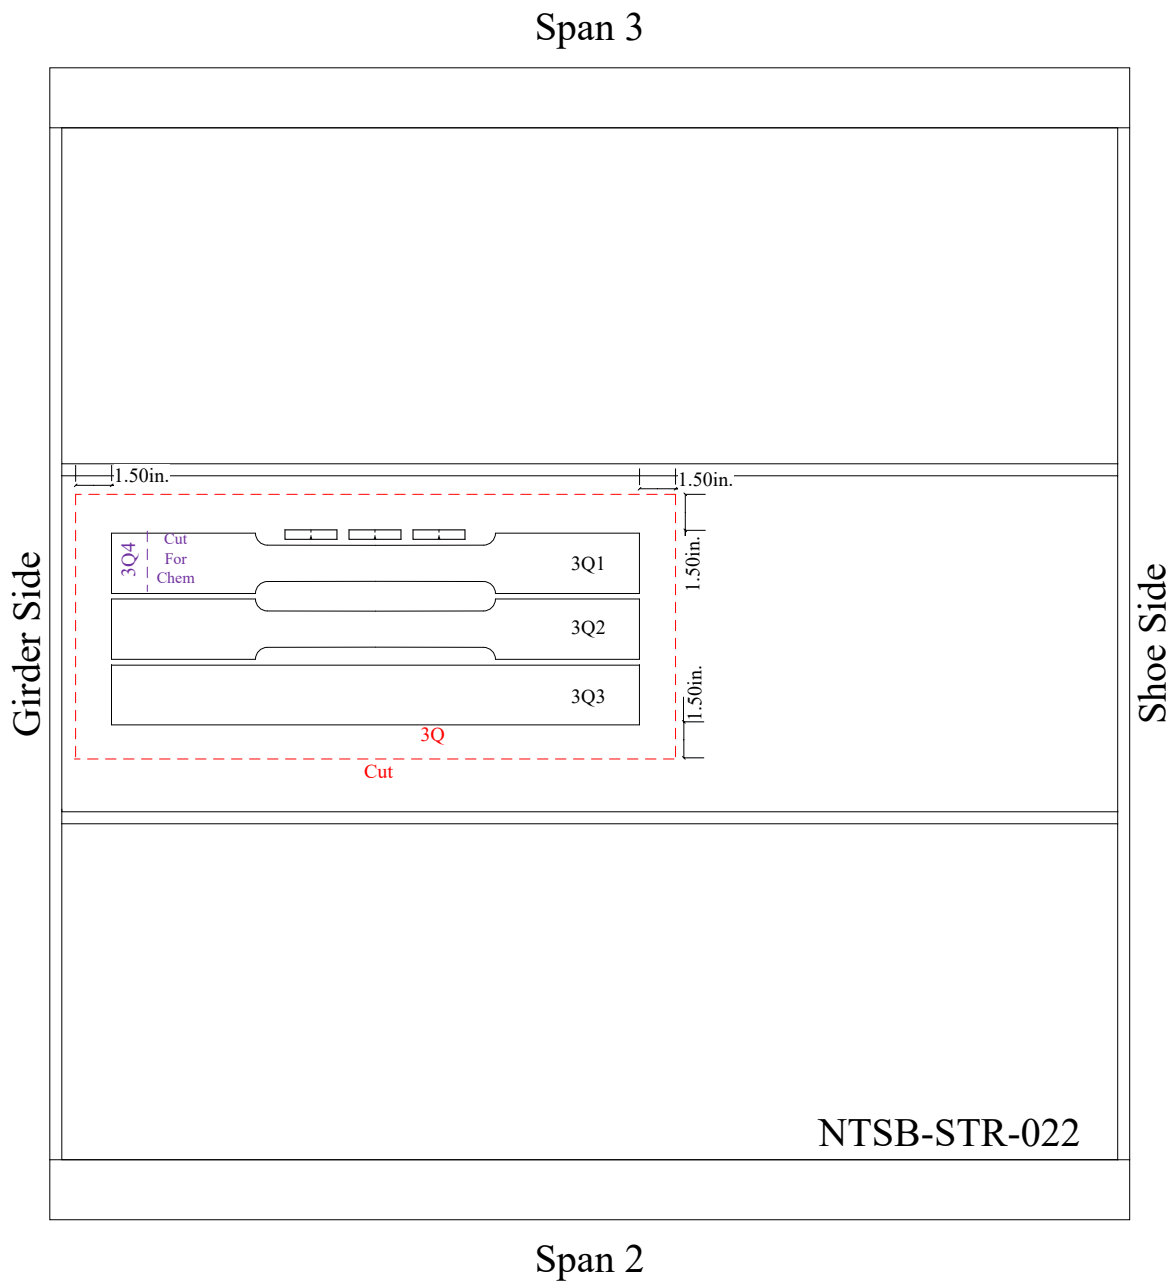 Span 3
1.50in.
1.50in.
3Q4
Cut
For
Chem
3Q1
1.50in.
Girder Side
Shoe Side
3Q2
3Q3
1.50in.
3Q
Cut
NTSB-STR-022
Span 2